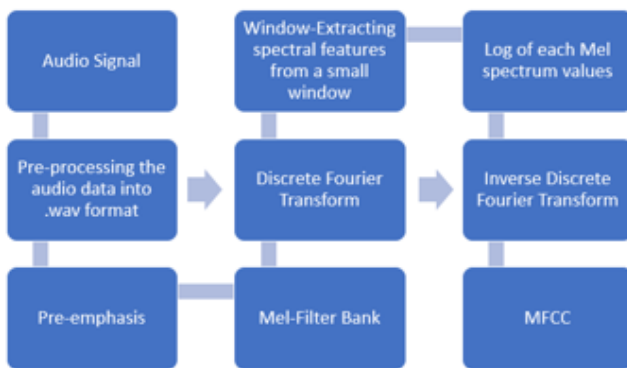 Audio Signal
Pre-processing the
audio data into
.wav format
Pre-emphasis
Window-Extracting
spectral features
from a small
window
Discrete Fourier
Transform
Mel-Filter Bank
Log of each Mel
spectrum values
Inverse Discrete
Fourier Transform
MFCC